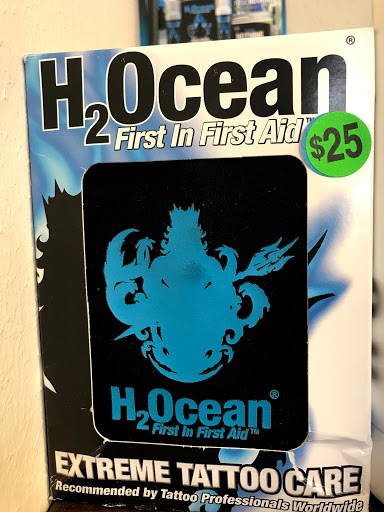 H2Ocean®
First In First Aid™
$25
H2Ocean®
First In First Aid™
EXTREME TATTOO CARE
Recommended by Tattoo Professionals Worldwide